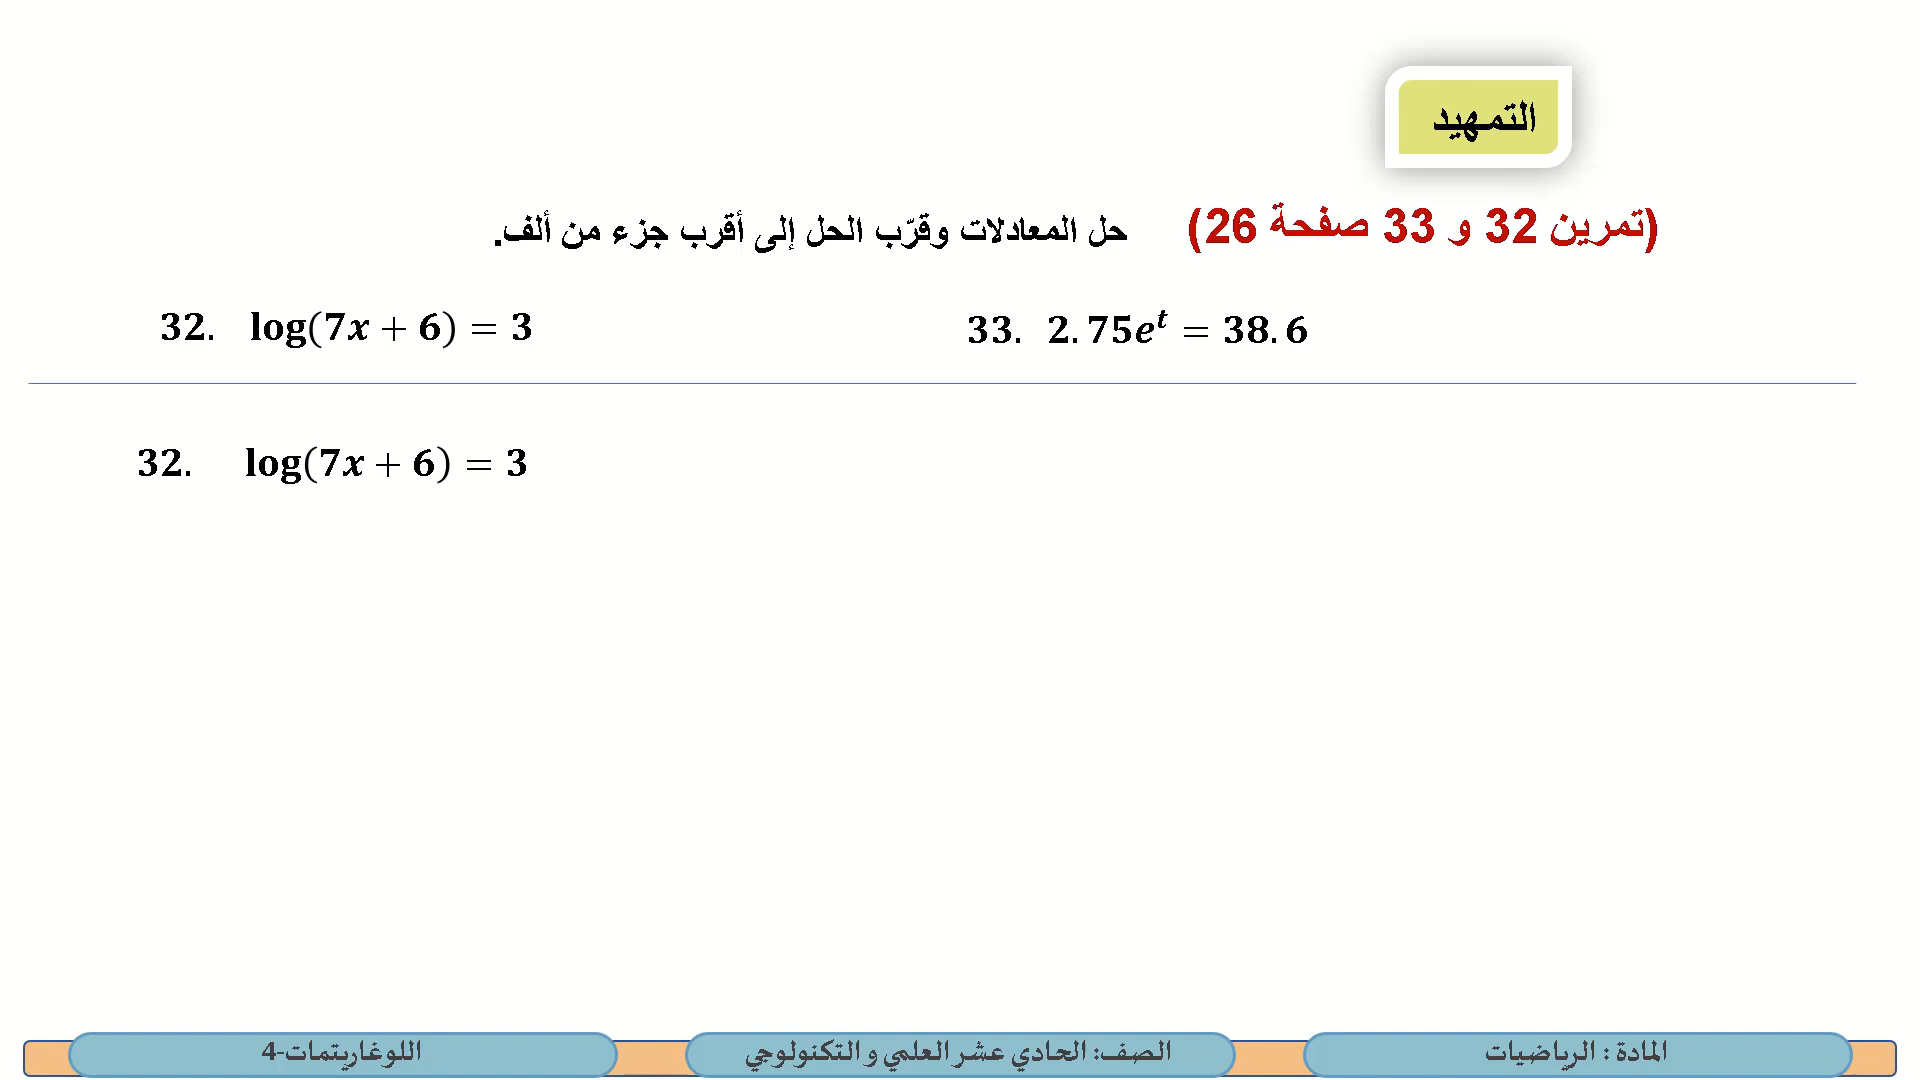 التمهيد
(تمرين 32 و 33 صفحة 26) حل المعادلات وقرّب الحل إلى أقرب جزء من ألف.
32. log(7x + 6) = 3
33. 2.75e^t = 38.6
32. log(7x + 6) = 3
المادة : الرياضيات
الصف: الحادي عشر العلمي و التكنولوجي
اللوغاريتمات-4